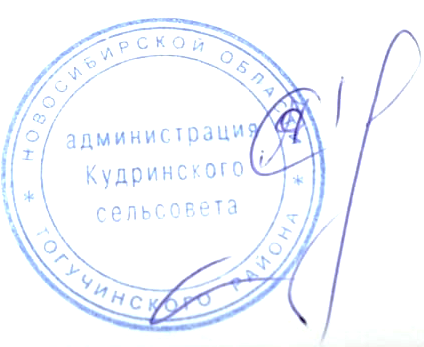 * ТОГУЧИНСКОГО РАЙОНА *
НОВОСИБИРСКОЙ ОБЛАСТИ
администрация
Кудринского
сельсовета